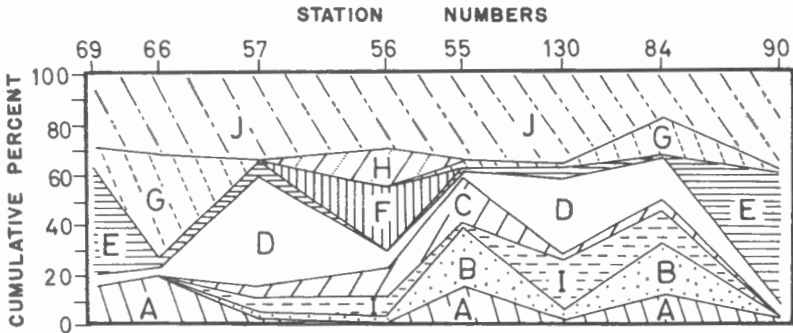 STATION NUMBERS
69 66 57 56 55 130 84 90
CUMULATIVE PERCENT
100
80
60
40
20
0
J J
G
H
G
F C
E D D E
B I B
I
A A A